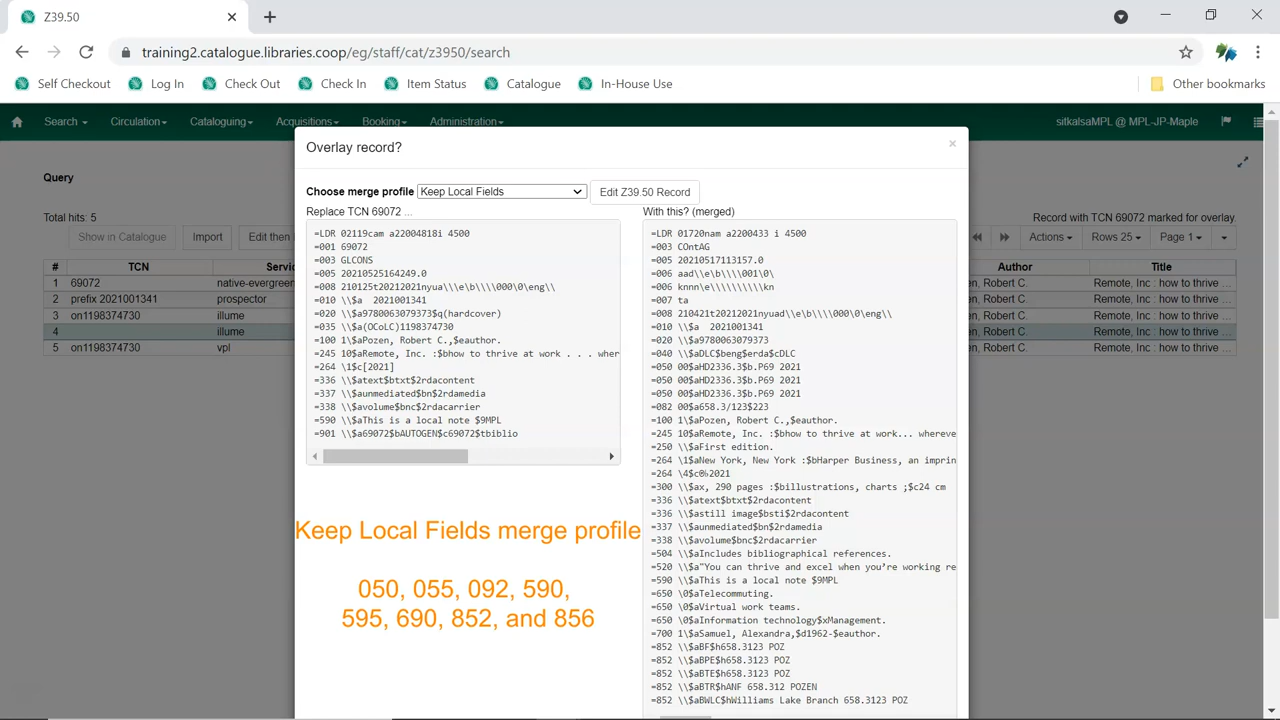 Z39.50
training2.catalogue.libraries.coop/eg/staff/cat/z3950/search
Self Checkout Log In Check Out Check In Item Status Catalogue In-House Use Other bookmarks
Search Circulation Cataloguing Acquisitions Booking Administration sitkalsaMPL @ MPL-JP-Maple
Query
Total hits: 5
Record with TCN 69072 marked for overlay.
Show in Catalogue Import Edit then Actions Rows 25 Page 1
# TCN Author Title
1 69072 native-evergreen en, Robert C. Remote, Inc : how to thrive ...
2 prefix 2021001341 prospector en, Robert C. Remote, Inc : how to thrive ...
3 on1198374730 illume en, Robert C. Remote, Inc : how to thrive ...
4 illume en, Robert C. Remote, Inc : how to thrive ...
5 on1198374730 vpl en, Robert C. Remote, Inc : how to thrive ...
Overlay record?
×
Choose merge profile Keep Local Fields Edit Z39.50 Record
Replace TCN 69072 ...
=LDR 02119cam a22004818i 4500
=001 69072
=003 GLCONS
=005 20210525164249.0
=008 210125t20212021nyua\\\e\b\\\\000\0\eng\\
=010 \\$a 2021001341
=020 \\$a9780063079373$q(hardcover)
=035 \\$a(OCoLC)1198374730
=100 1\$aPozen, Robert C.,$eauthor.
=245 10$aRemote, Inc. :$bhow to thrive at work . . . wher
=264 \1$c[2021]
=336 \\$atext$btxt$2rdacontent
=337 \\$aunmediated$bn$2rdamedia
=338 \\$avolume$bnc$2rdacarrier
=590 \\$aThis is a local note $9MPL
=901 \\$a69072$bAUTOGEN$c69072$tbiblio
With this? (merged)
=LDR 01720nam a2200433 i 4500
=003 COntAG
=005 20210517113157.0
=006 aad\\e\b\\\\001\0\
=006 knnn\e\\\\\\\\\\kn
=007 ta
=008 210421t20212021nyuad\\e\b\\\\000\0\eng\\
=010 \\$a 2021001341
=020 \\$a9780063079373
=040 \\$aDLC$beng$erda$cDLC
=050 00$aHD2336.3$b.P69 2021
=050 00$aHD2336.3$b.P69 2021
=050 00$aHD2336.3$b.P69 2021
=082 00$a658.3/123$223
=100 1\$aPozen, Robert C.,$eauthor.
=245 10$aRemote, Inc. :$bhow to thrive at work... whereve
=250 \\$aFirst edition.
=264 \1$aNew York, New York :$bHarper Business, an imprin
=264 \4$c©2021
=300 \\$ax, 290 pages :$billustrations, charts ;$c24 cm
=336 \\$atext$btxt$2rdacontent
=336 \\$astill image$bsti$2rdacontent
=337 \\$aunmediated$bn$2rdamedia
=338 \\$avolume$bnc$2rdacarrier
=504 \\$aIncludes bibliographical references.
=520 \\$a"You can thrive and excel when you’re working re
=590 \\$aThis is a local note $9MPL
=650 \0$aTelecommuting.
=650 \0$aVirtual work teams.
=650 \0$aInformation technology$xManagement.
=700 1\$aSamuel, Alexandra,$d1962-$eauthor.
=852 \\$aBF$h658.3123 POZ
=852 \\$aBPE$h658.3123 POZ
=852 \\$aBTE$h658.3123 POZ
=852 \\$aBTR$hANF 658.312 POZEN
=852 \\$aBWLC$hWilliams Lake Branch 658.3123 POZ
Keep Local Fields merge profile
050, 055, 092, 590,
595, 690, 852, and 856